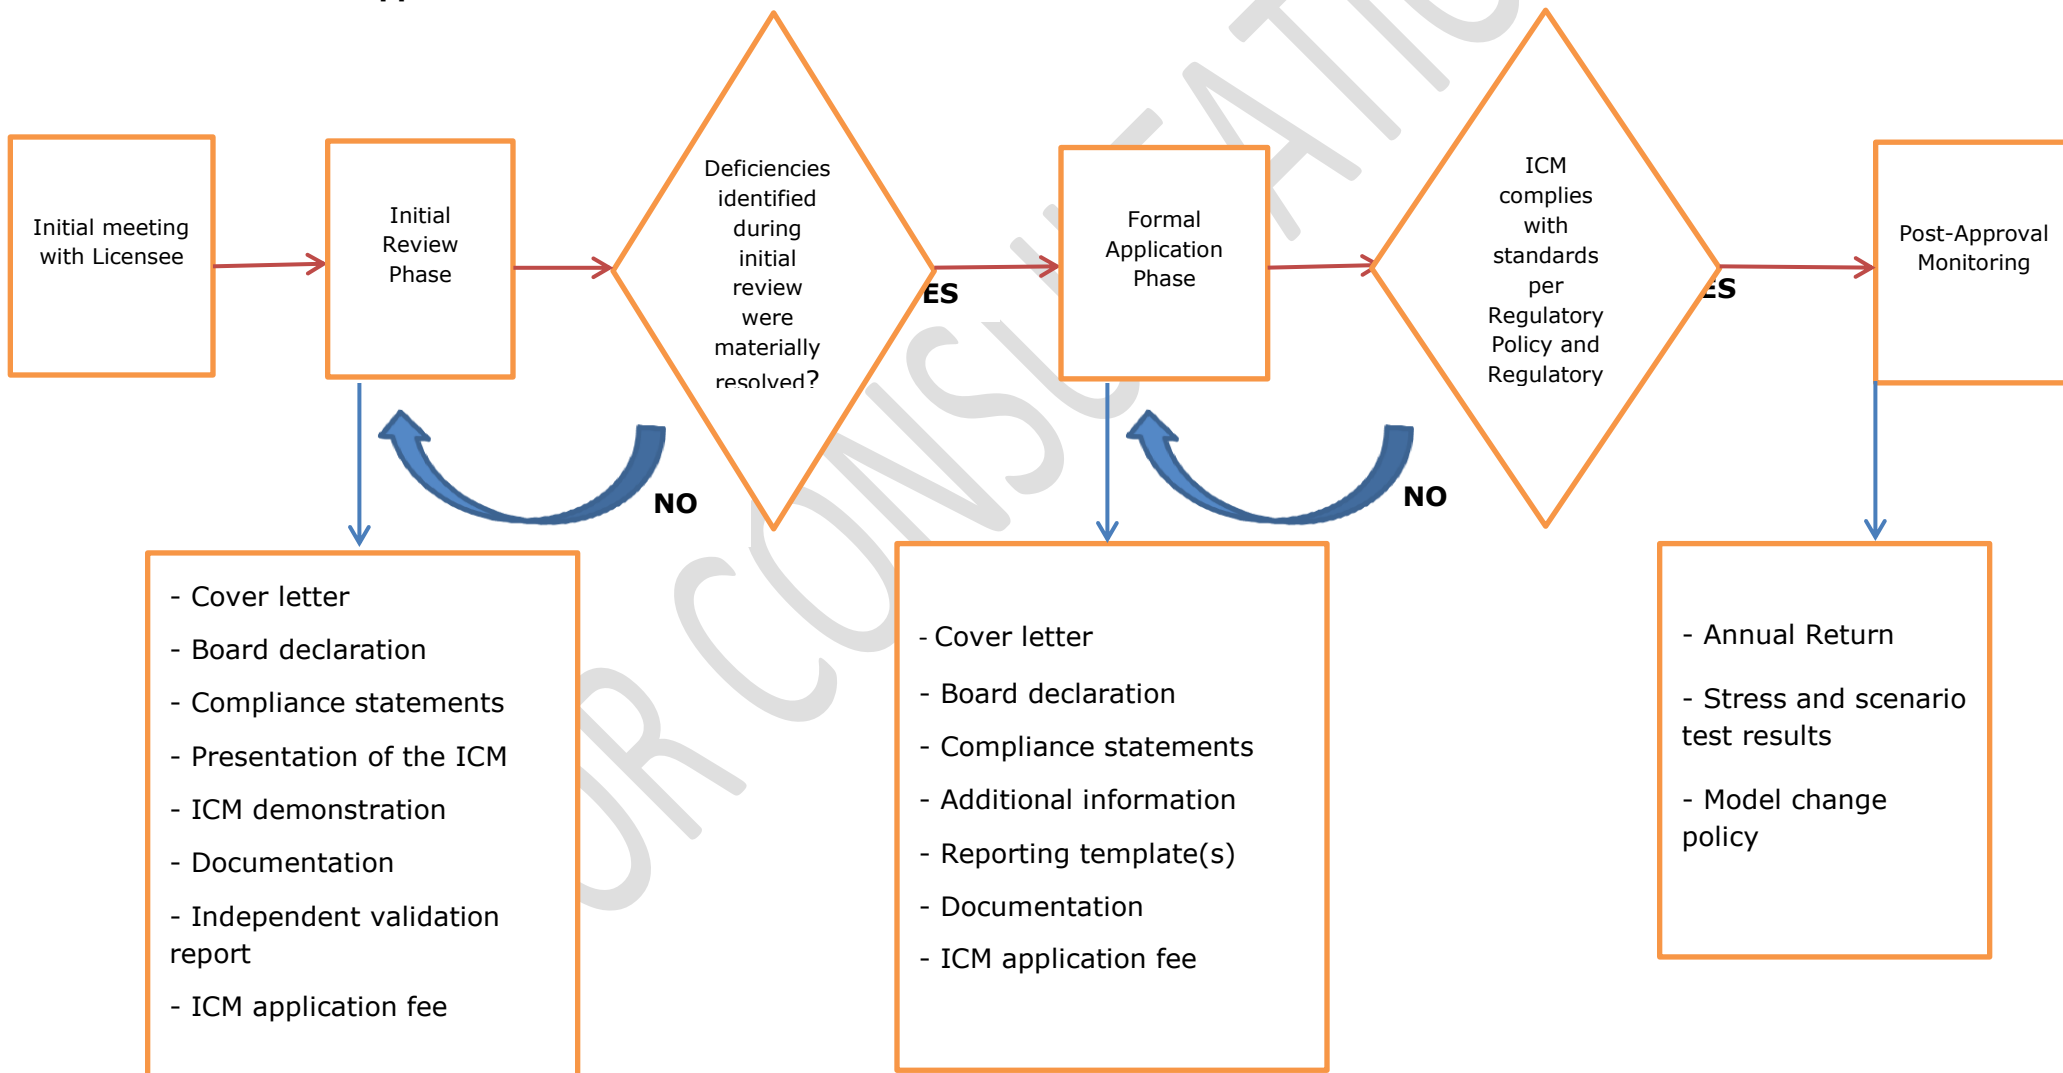 Initial meeting
with Licensee
Initial
Review
Phase
Deficiencies
identified
during
initial
review
were
materially
resolved?
ES
NO
Formal
Application
Phase
ICM
complies
with
standards
per
Regulatory
Policy and
Regulatory
ES
NO
Post-Approval
Monitoring
- Cover letter
- Board declaration
- Compliance statements
- Presentation of the ICM
- ICM demonstration
- Documentation
- Independent validation
report
- ICM application fee
- Cover letter
- Board declaration
- Compliance statements
- Additional information
- Reporting template(s)
- Documentation
- ICM application fee
- Annual Return
- Stress and scenario
test results
- Model change
policy
OR CONSULTATIO